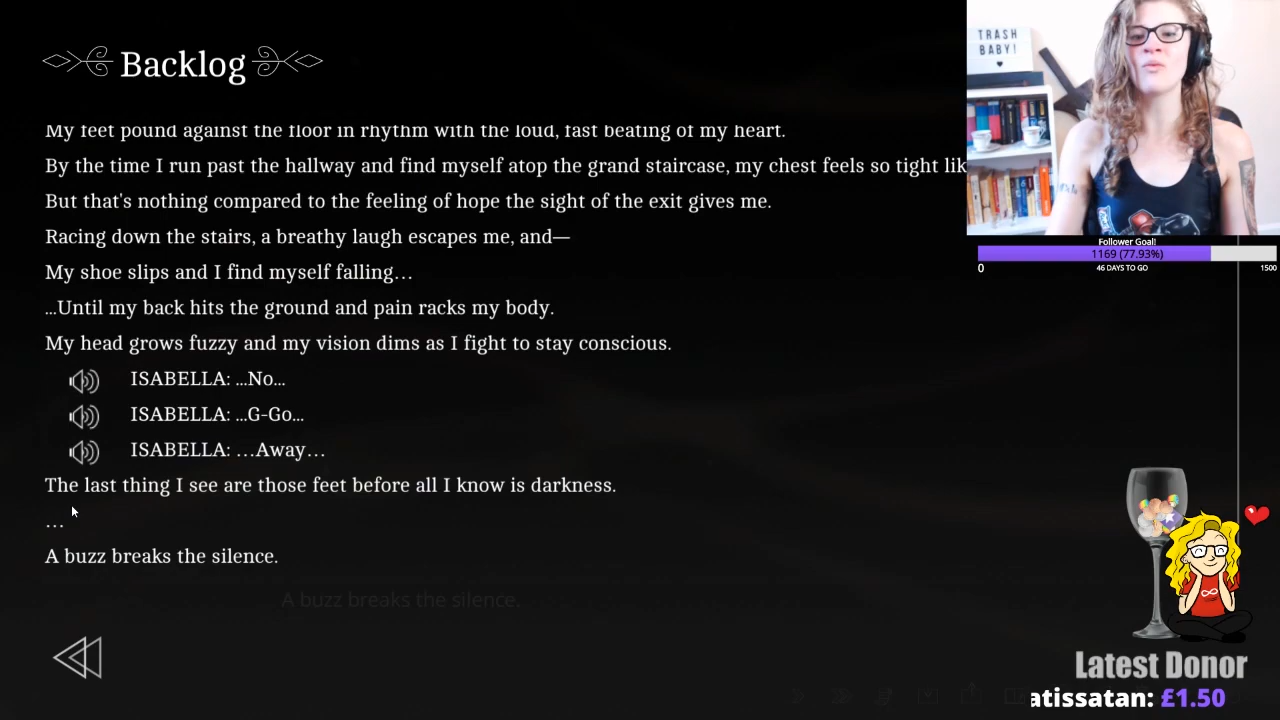 TRASH
BABY!
Backlog
My feet pound against the floor in rhythm with the loud, fast beating of my heart.
By the time I run past the hallway and find myself atop the grand staircase, my chest feels so tight lik
But that's nothing compared to the feeling of hope the sight of the exit gives me.
Racing down the stairs, a breathy laugh escapes me, and—
Follower Goal!
1169 (77.93%)
0
46 DAYS TO GO
1500
My shoe slips and I find myself falling…
...Until my back hits the ground and pain racks my body.
My head grows fuzzy and my vision dims as I fight to stay conscious.
ISABELLA: ...No...
ISABELLA: ...G-Go...
ISABELLA: …Away…
The last thing I see are those feet before all I know is darkness.
…
A buzz breaks the silence.
A buzz breaks the silence.
Latest Donor
atissatan: £1.50